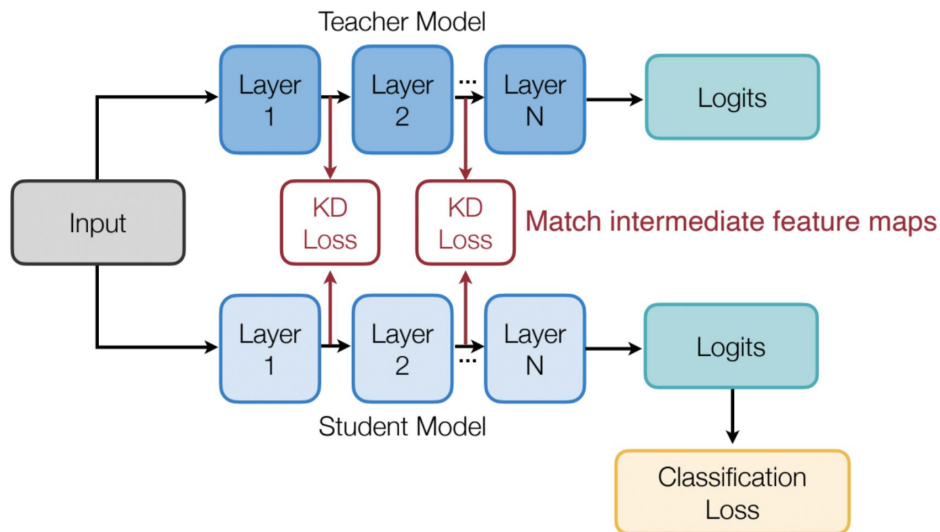 Teacher Model
Layer
1
Layer
2
...
Layer
N
Logits
Input
KD
Loss
KD
Loss
Match intermediate feature maps
Layer
1
Layer
2
...
Layer
N
Logits
Student Model
Classification
Loss